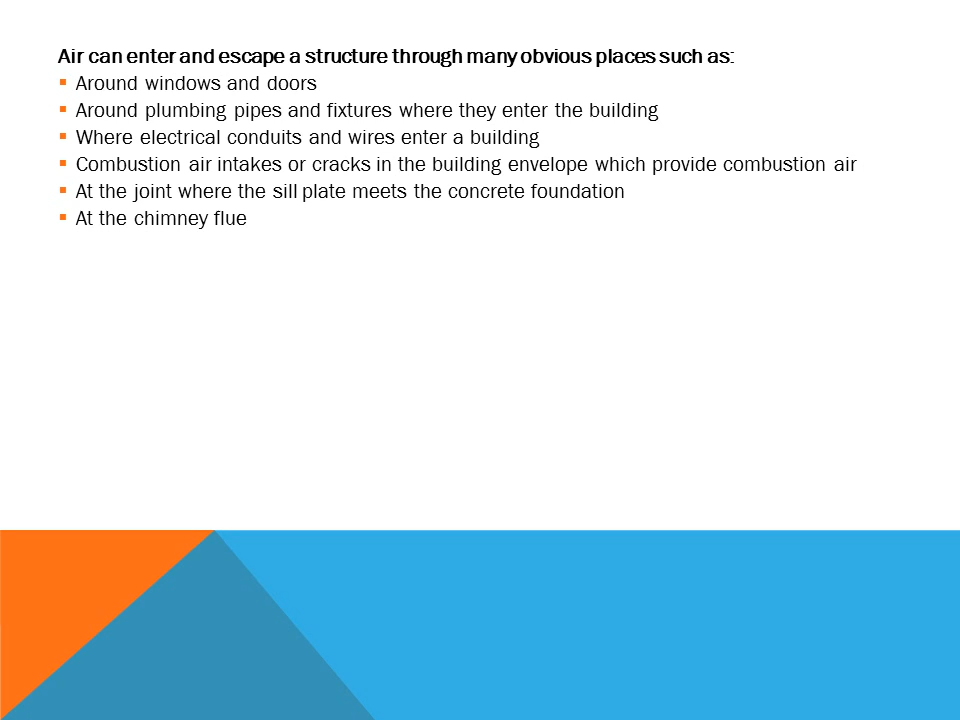 Air can enter and escape a structure through many obvious places such as:
▪ Around windows and doors
▪ Around plumbing pipes and fixtures where they enter the building
▪ Where electrical conduits and wires enter a building
▪ Combustion air intakes or cracks in the building envelope which provide combustion air
▪ At the joint where the sill plate meets the concrete foundation
▪ At the chimney flue